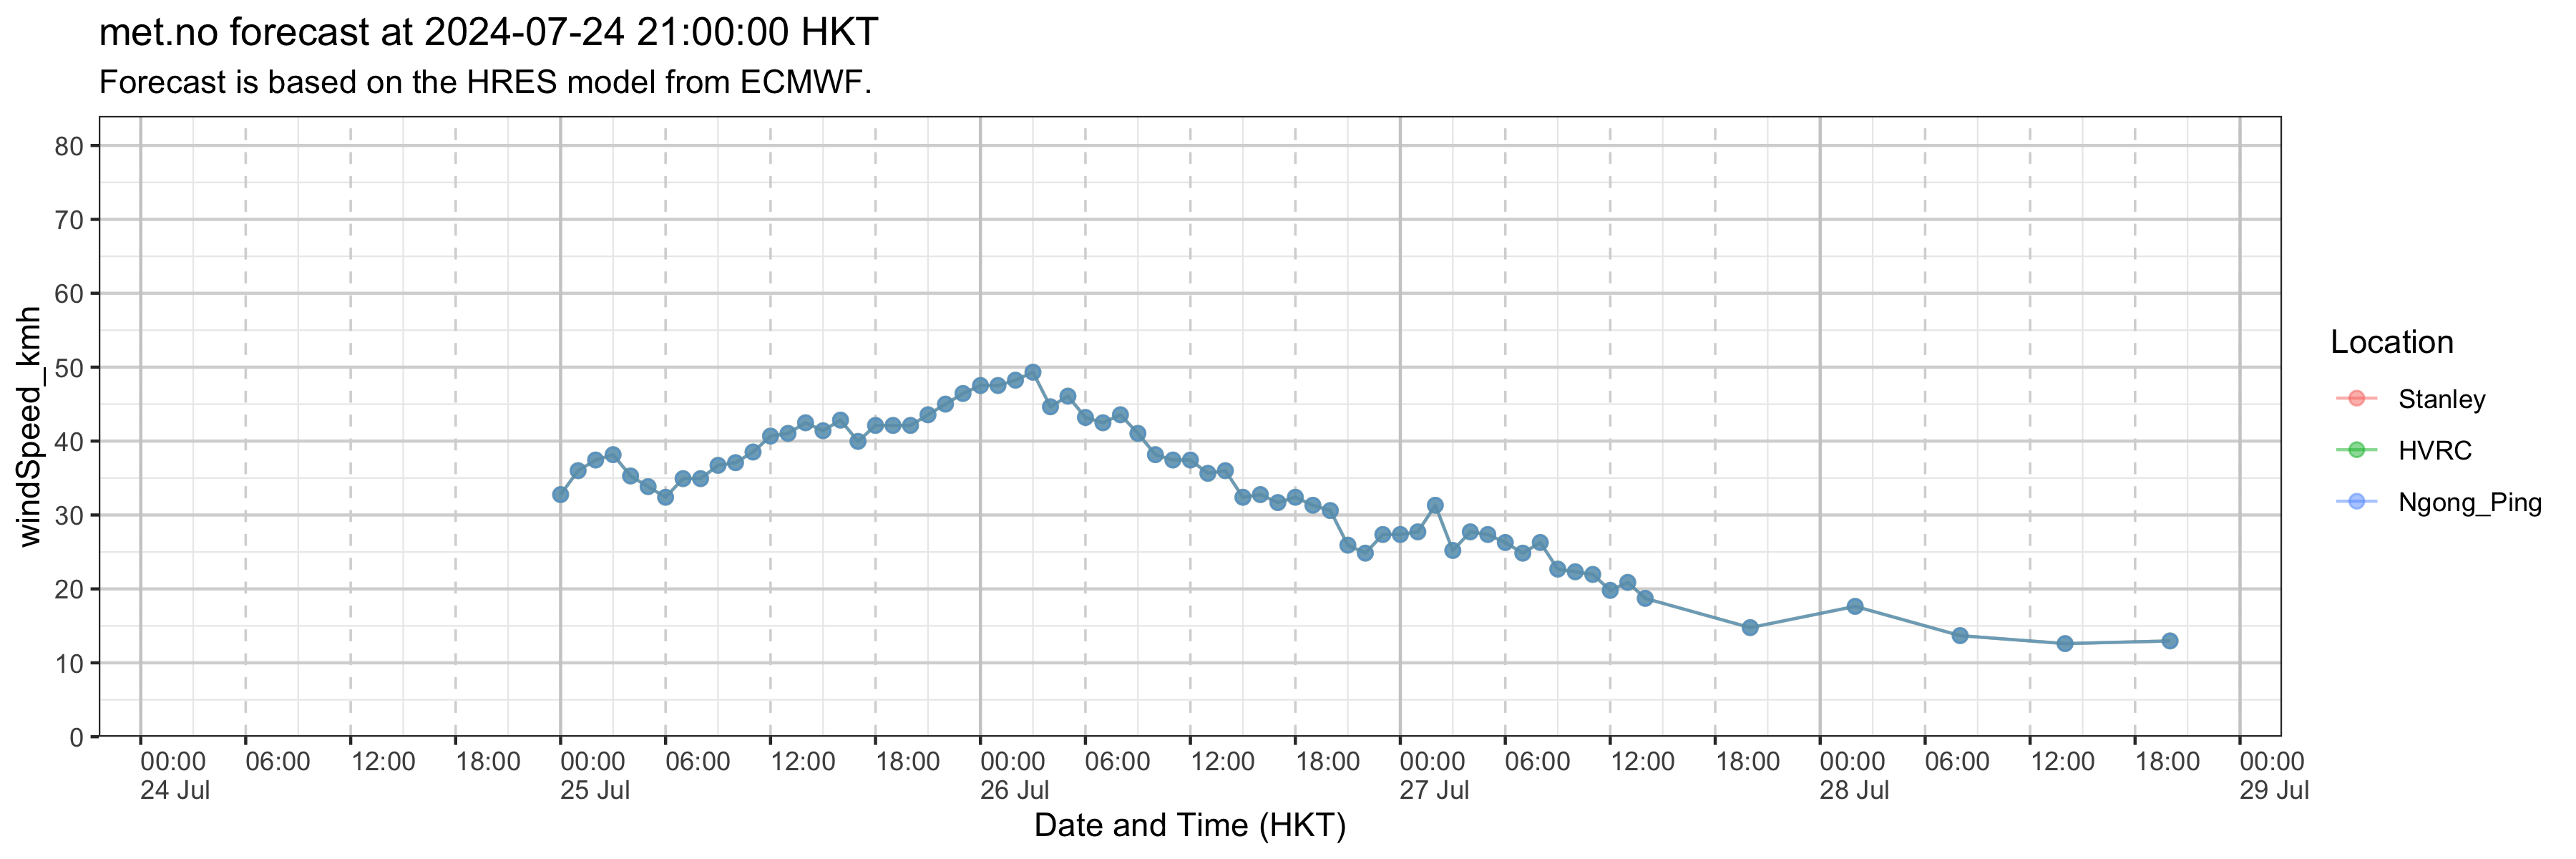 met.no forecast at 2024-07-24 21:00:00 HKT
Forecast is based on the HRES model from ECMWF.
windSpeed_kmh
80
70
60
50
40
30
20
10
0
00:00 06:00 12:00 18:00 00:00 06:00 12:00 18:00 00:00 06:00 12:00 18:00 00:00 06:00 12:00 18:00 00:00 06:00 12:00 18:00 00:00
24 Jul 25 Jul 26 Jul 27 Jul 28 Jul 29 Jul
Date and Time (HKT)
Location
Stanley
HVRC
Ngong_Ping